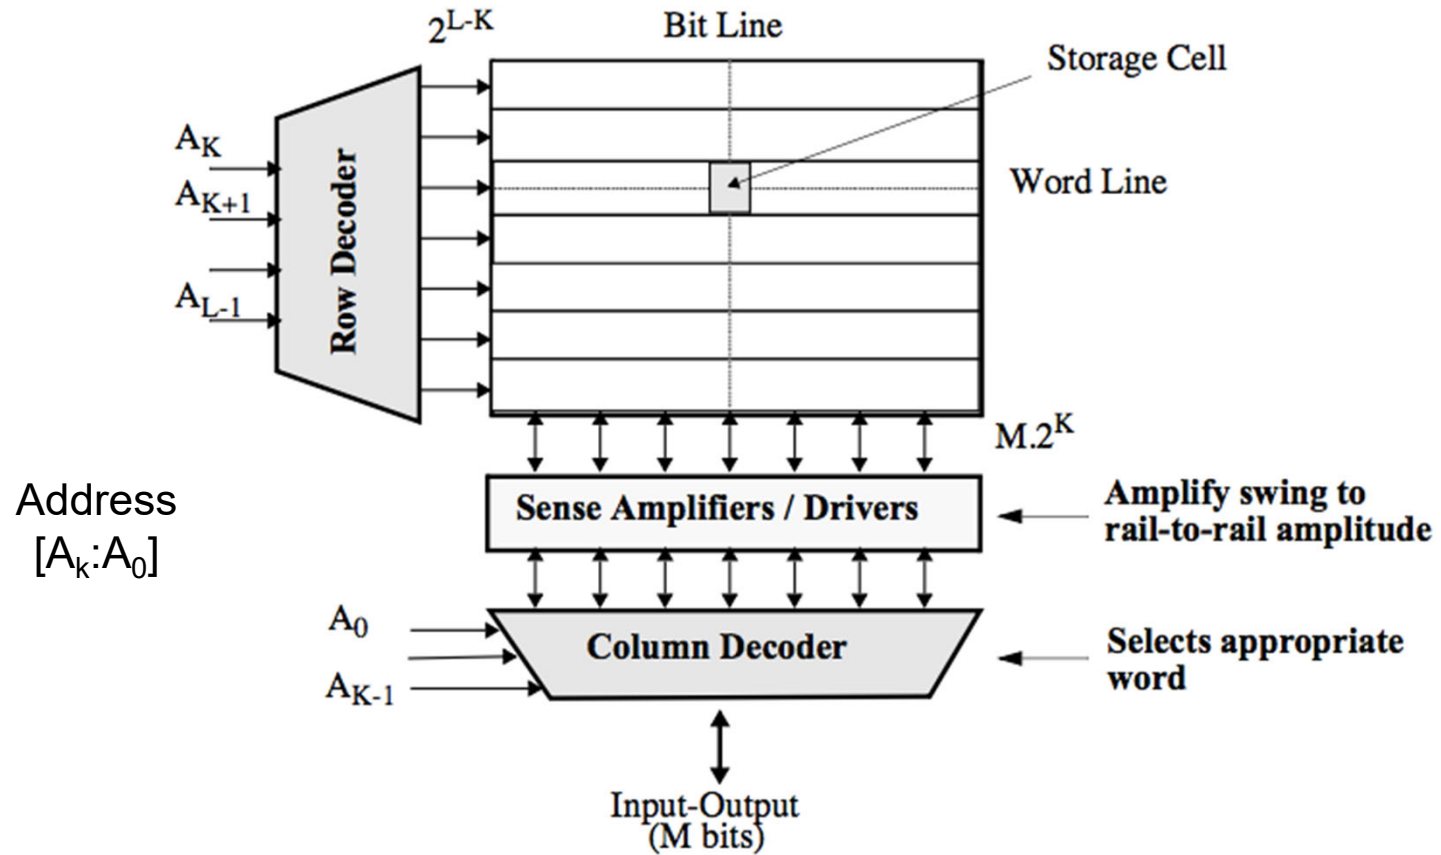 2^{L-K}
Bit Line
Storage Cell
A_K
A_{K+1}
A_{L-1}
Row Decoder
Word Line
M.2^K
Address
[A_k:A_0]
Sense Amplifiers / Drivers
Amplify swing to
rail-to-rail amplitude
A_0
A_{K-1}
Column Decoder
Selects appropriate
word
Input-Output
(M bits)